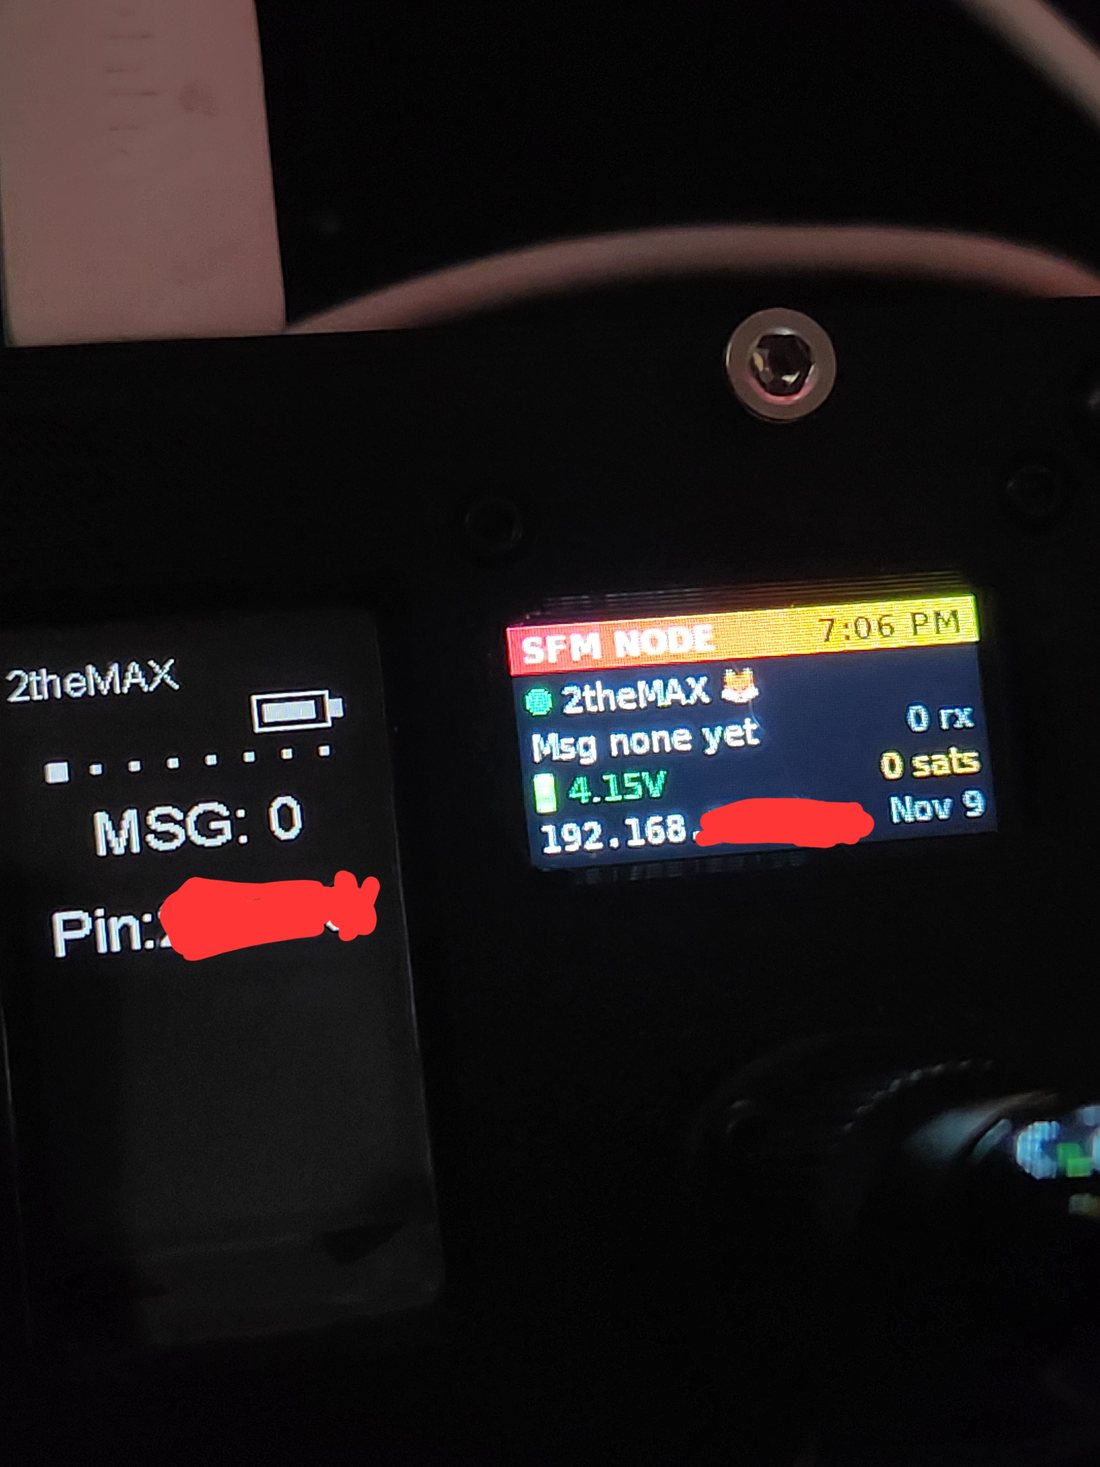 2theMAX
MSG: 0
Pin:
SFM NODE 7:06 PM
2theMAX
Msg none yet 0 rx
4.15V 0 sats
192.168. Nov 9